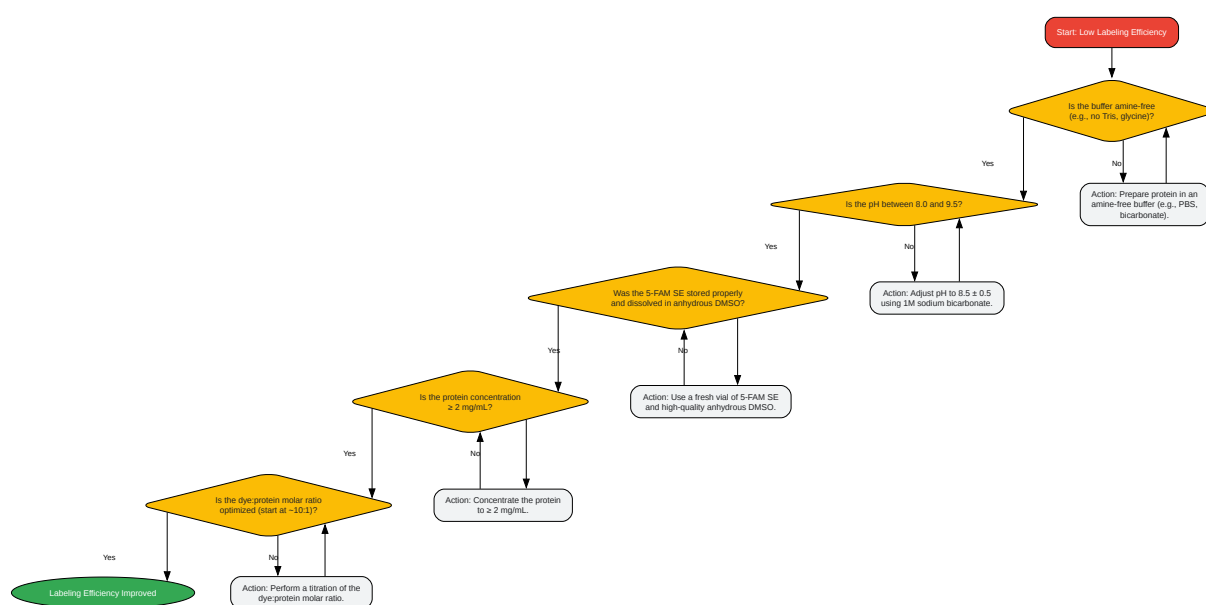 Start: Low Labeling Efficiency
Is the buffer amine-free
(e.g., no Tris, glycine)?
Yes
No
Action: Prepare protein in an
amine-free buffer (e.g., PBS,
bicarbonate).
Is the pH between 8.0 and 9.5?
Yes
No
Action: Adjust pH to 8.5 ± 0.5
using 1M sodium bicarbonate.
Was the 5-FAM SE stored properly
and dissolved in anhydrous DMSO?
Yes
No
Action: Use a fresh vial of 5-FAM SE
and high-quality anhydrous DMSO.
Is the protein concentration
≥ 2 mg/mL?
Yes
No
Action: Concentrate the protein
to ≥ 2 mg/mL.
Is the dye:protein molar ratio
optimized (start at ~10:1)?
Yes
No
Action: Perform a titration of the
dye:protein molar ratio.
Labeling Efficiency Improved